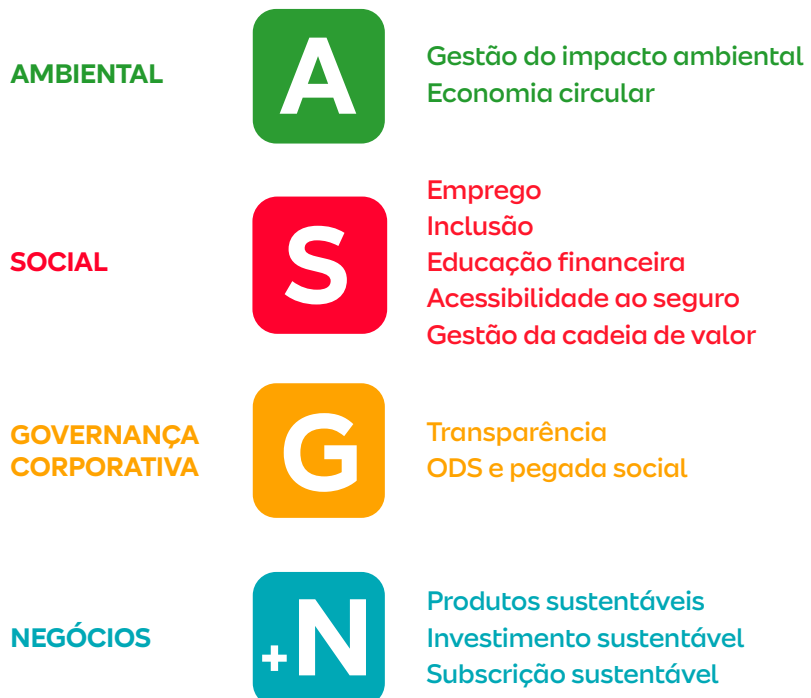 AMBIENTAL
A
Gestão do impacto ambiental
Economia circular
SOCIAL
S
Emprego
Inclusão
Educação financeira
Acessibilidade ao seguro
Gestão da cadeia de valor
GOVERNANÇA
CORPORATIVA
G
Transparência
ODS e pegada social
NEGÓCIOS
+N
Produtos sustentáveis
Investimento sustentável
Subscrição sustentável